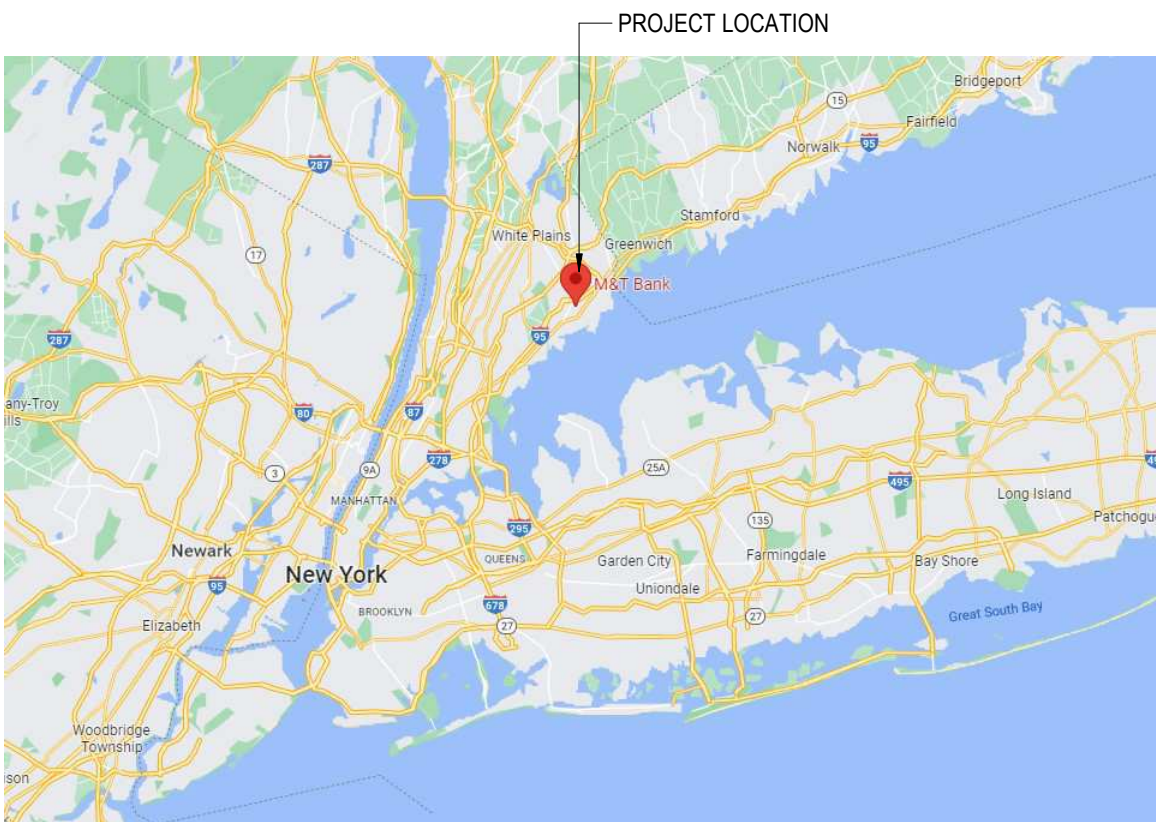 PROJECT LOCATION
Bridgeport
15
Fairfield
Norwalk
95
287
Stamford
White Plains
Greenwich
17
M&T Bank
95
287
any-Troy
ills
80
87
9A
278
25A
3
495
49
MANHATTAN
Long Island
135
Patchogue
295
Newark
QUEENS
Garden City
Farmingdale
Bay Shore
New York
95
Uniondale
678
BROOKLYN
Great South Bay
27
27
Elizabeth
Woodbridge
Township
ison